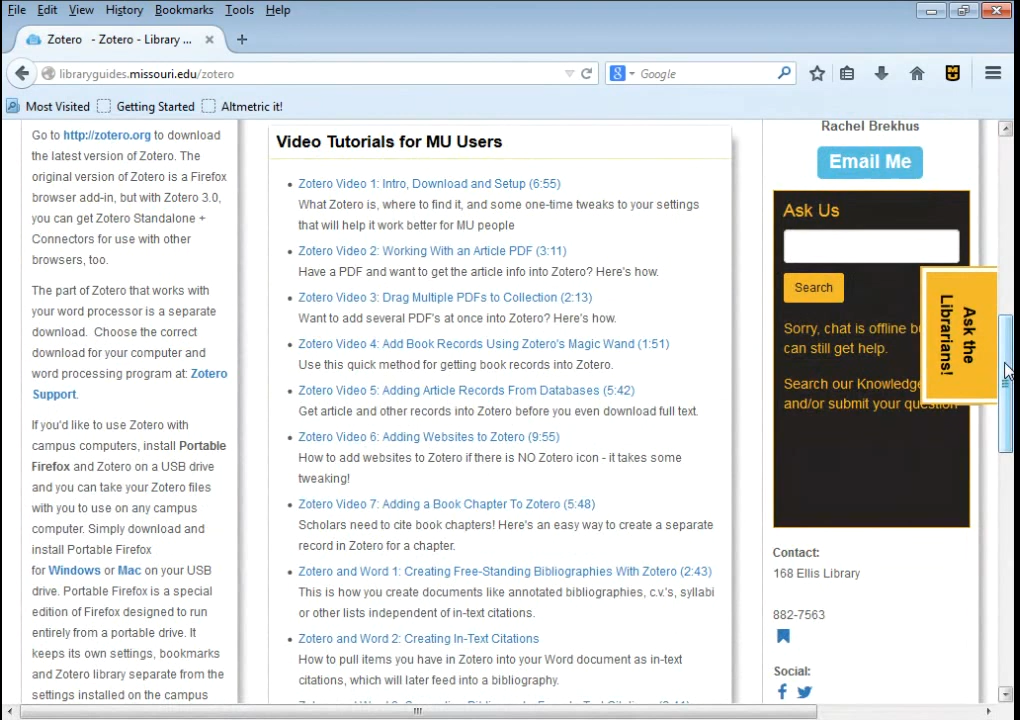 File Edit View History Bookmarks Tools Help
Zotero - Zotero - Library ...
libraryguides.missouri.edu/zotero
Google
Most Visited Getting Started Altmetric it!
Go to http://zotero.org to download
the latest version of Zotero. The
original version of Zotero is a Firefox
browser add-in, but with Zotero 3.0,
you can get Zotero Standalone +
Connectors for use with other
browsers, too.
The part of Zotero that works with
your word processor is a separate
download. Choose the correct
download for your computer and
word processing program at: Zotero
Support.
If you'd like to use Zotero with
campus computers, install Portable
Firefox and Zotero on a USB drive
and you can take your Zotero files
with you to use on any campus
computer. Simply download and
install Portable Firefox
for Windows or Mac on your USB
drive. Portable Firefox is a special
edition of Firefox designed to run
entirely from a portable drive. It
keeps its own settings, bookmarks
and Zotero library separate from the
settings installed on the campus
Video Tutorials for MU Users
Zotero Video 1: Intro, Download and Setup (6:55)
What Zotero is, where to find it, and some one-time tweaks to your settings
that will help it work better for MU people
Zotero Video 2: Working With an Article PDF (3:11)
Have a PDF and want to get the article info into Zotero? Here's how.
Zotero Video 3: Drag Multiple PDFs to Collection (2:13)
Want to add several PDF's at once into Zotero? Here's how.
Zotero Video 4: Add Book Records Using Zotero's Magic Wand (1:51)
Use this quick method for getting book records into Zotero.
Zotero Video 5: Adding Article Records From Databases (5:42)
Get article and other records into Zotero before you even download full text.
Zotero Video 6: Adding Websites to Zotero (9:55)
How to add websites to Zotero if there is NO Zotero icon - it takes some
tweaking!
Zotero Video 7: Adding a Book Chapter To Zotero (5:48)
Scholars need to cite book chapters! Here's an easy way to create a separate
record in Zotero for a chapter.
Zotero and Word 1: Creating Free-Standing Bibliographies With Zotero (2:43)
This is how you create documents like annotated bibliographies, c.v.'s, syllabi
or other lists independent of in-text citations.
Zotero and Word 2: Creating In-Text Citations
How to pull items you have in Zotero into your Word document as in-text
citations, which will later feed into a bibliography.
Rachel Brekhus
Email Me
Ask Us
Search
Sorry, chat is offline b
can still get help.
Search our Knowledge
and/or submit your question
Ask the
Librarians!
Contact:
168 Ellis Library
882-7563
Social: